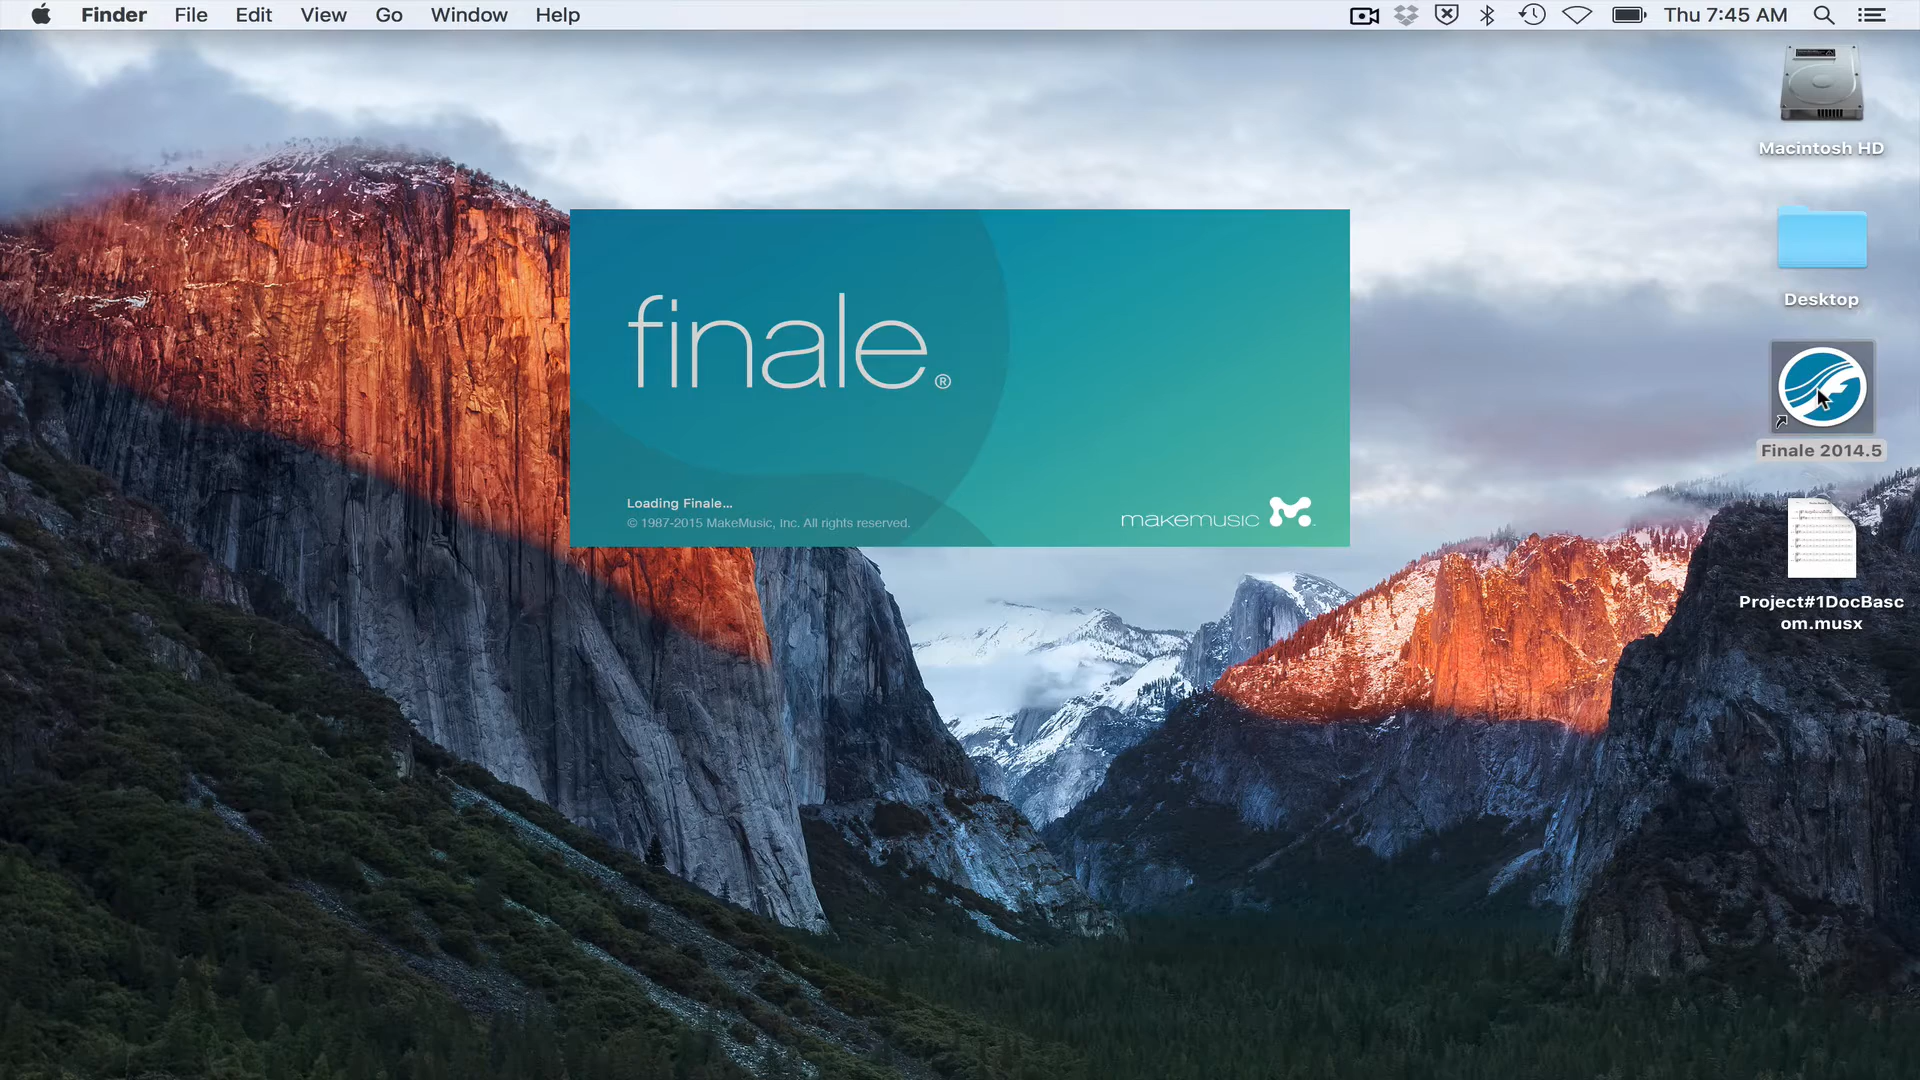 Finder File Edit View Go Window Help Thu 7:45 AM
Macintosh HD
Desktop
finale®
Finale 2014.5
Loading Finale...
© 1987-2015 MakeMusic, Inc. All rights reserved.
makemusic
Project#1DocBasc
om.musx